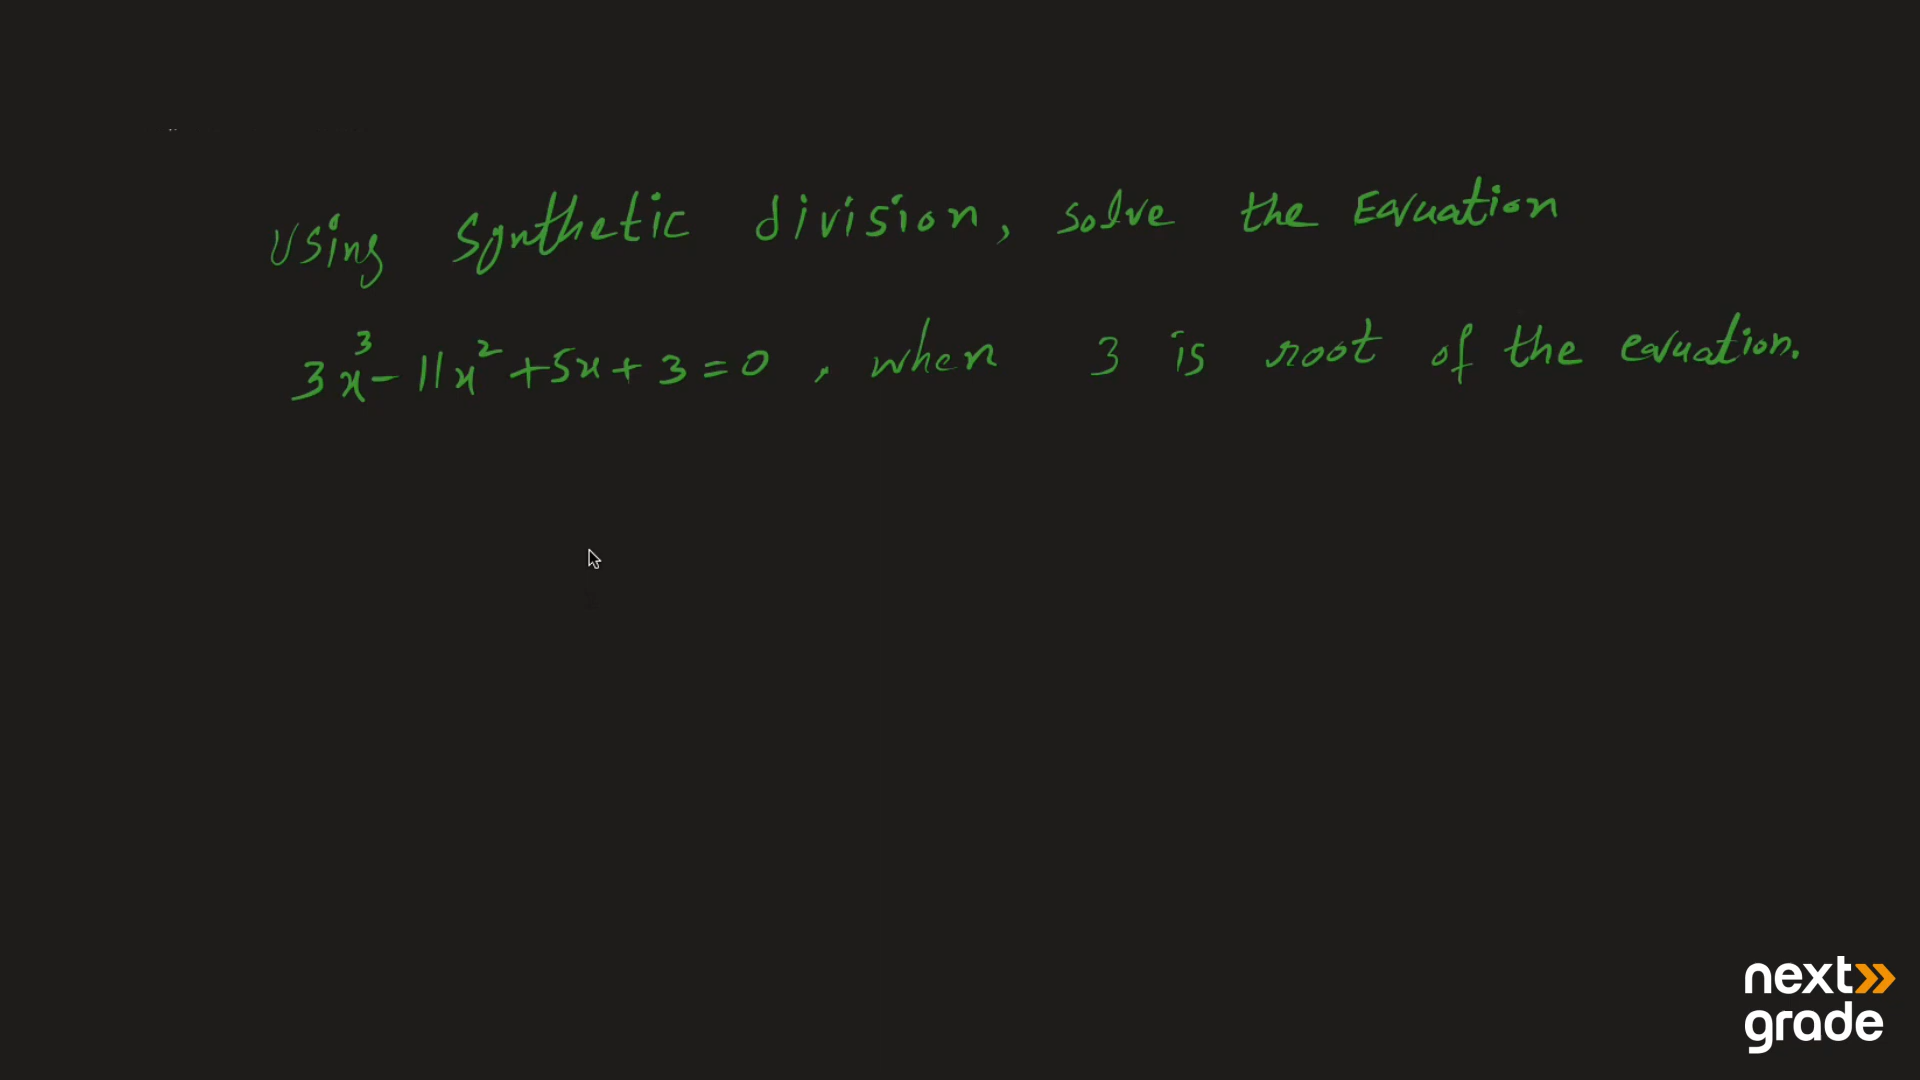 Using Synthetic division, solve the Equation
3x³ - 11x² + 5x + 3 = 0, when 3 is root of the equation.
next
grade